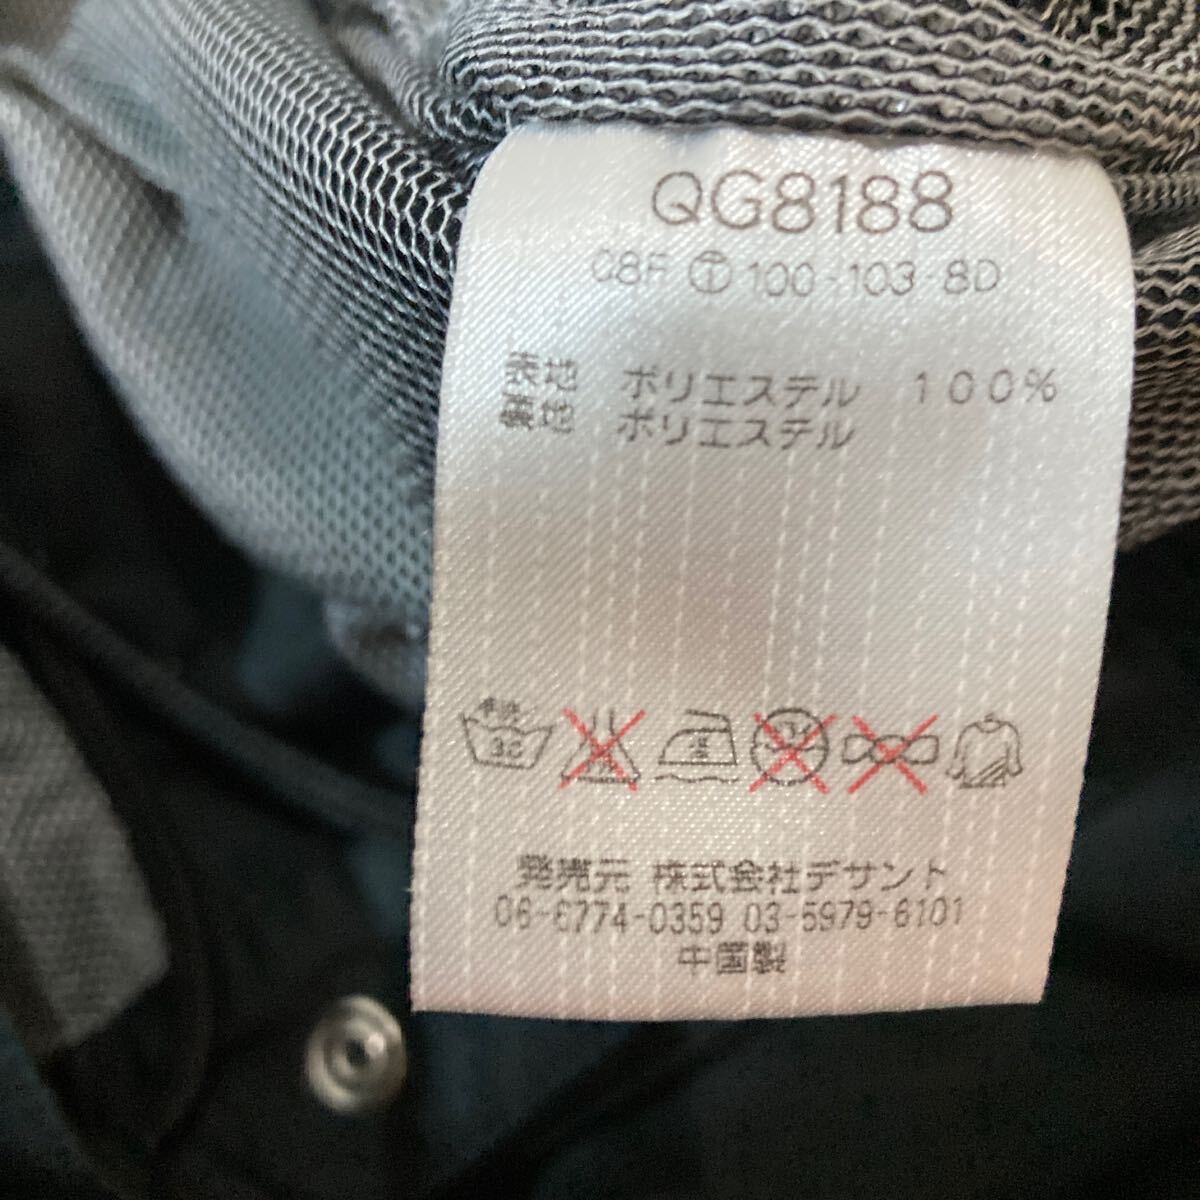 QG8188
08F Ⓣ 100-103-8D
表地 ポリエステル 100%
裏地 ポリエステル
30
発売元 株式会社デサント
06-6774-0359 03-5979-6101
中国製